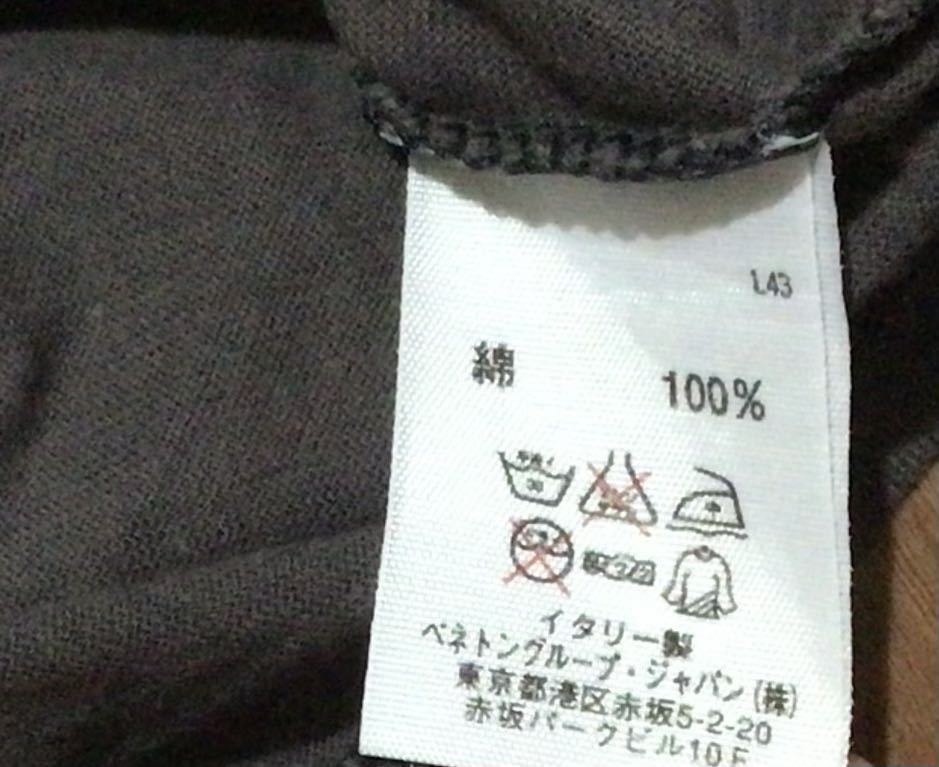 L43
綿 100%
イタリー製
ベネトングループ・ジャパン(株)
東京都港区赤坂5-2-20
赤坂パークビル10F